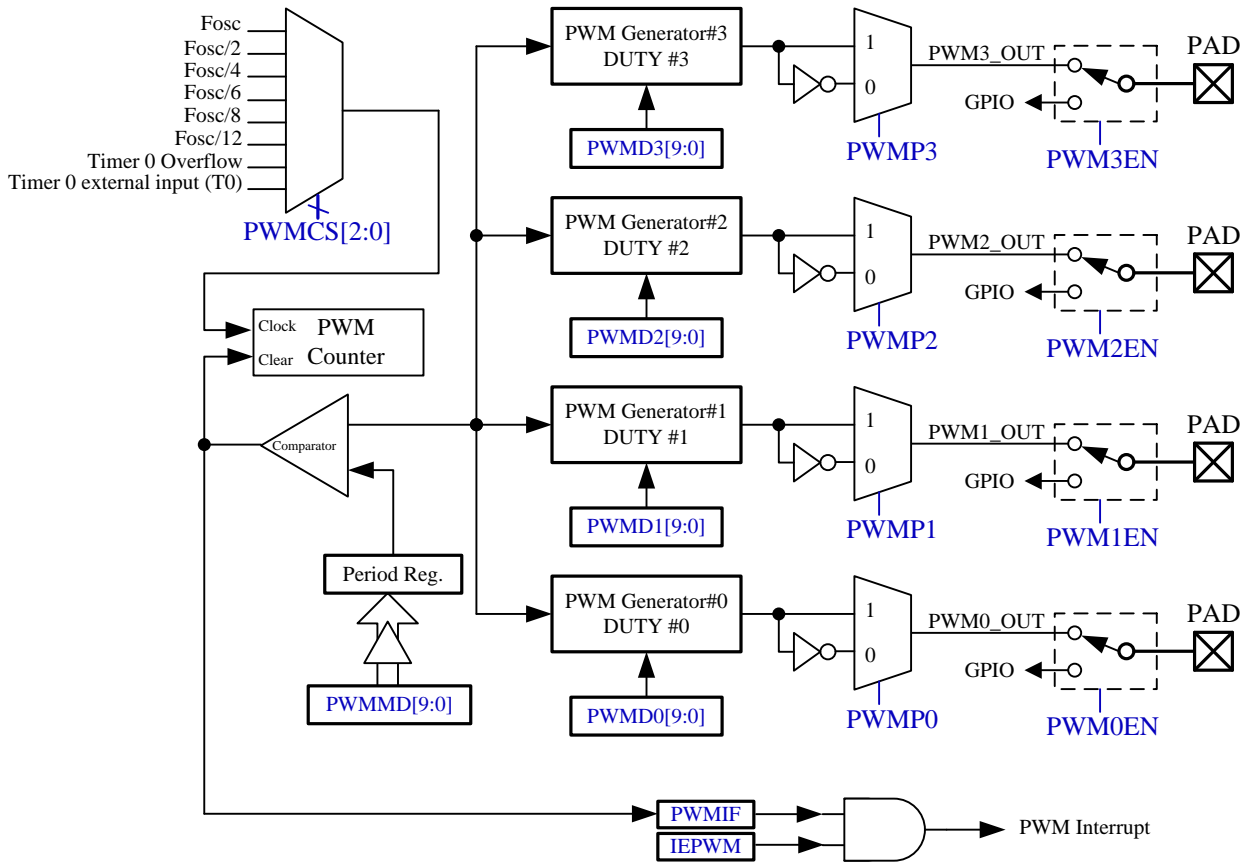 Fosc
Fosc/2
Fosc/4
Fosc/6
Fosc/8
Fosc/12
Timer 0 Overflow
Timer 0 external input (T0)
PWMCS[2:0]
Clock
Clear
PWM
Counter
Comparator
Period Reg.
PWMMD[9:0]
PWM Generator#3
DUTY #3
PWMD3[9:0]
1
0
PWMP3
PWM3_OUT
GPIO
PWM3EN
PAD
PWM Generator#2
DUTY #2
PWMD2[9:0]
1
0
PWMP2
PWM2_OUT
GPIO
PWM2EN
PAD
PWM Generator#1
DUTY #1
PWMD1[9:0]
1
0
PWMP1
PWM1_OUT
GPIO
PWM1EN
PAD
PWM Generator#0
DUTY #0
PWMD0[9:0]
1
0
PWMP0
PWM0_OUT
GPIO
PWM0EN
PAD
PWMIF
IEPWM
PWM Interrupt